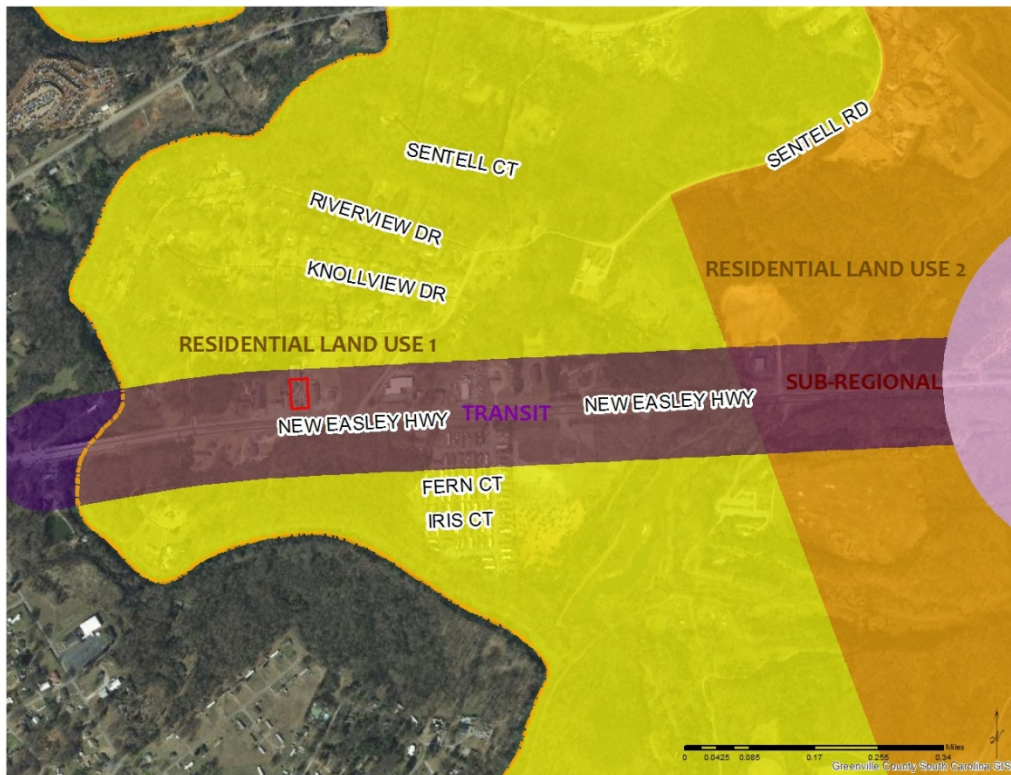 SENTELL RD
SENTELL CT
RIVERVIEW DR
KNOLLVIEW DR
RESIDENTIAL LAND USE 2
RESIDENTIAL LAND USE 1
SUB-REGIONAL
NEW EASLEY HWY
TRANSIT
NEW EASLEY HWY
FERN CT
IRIS CT
Miles
0 0.0425 0.085 0.17 0.255 0.34
Greenville County South Carolina GIS